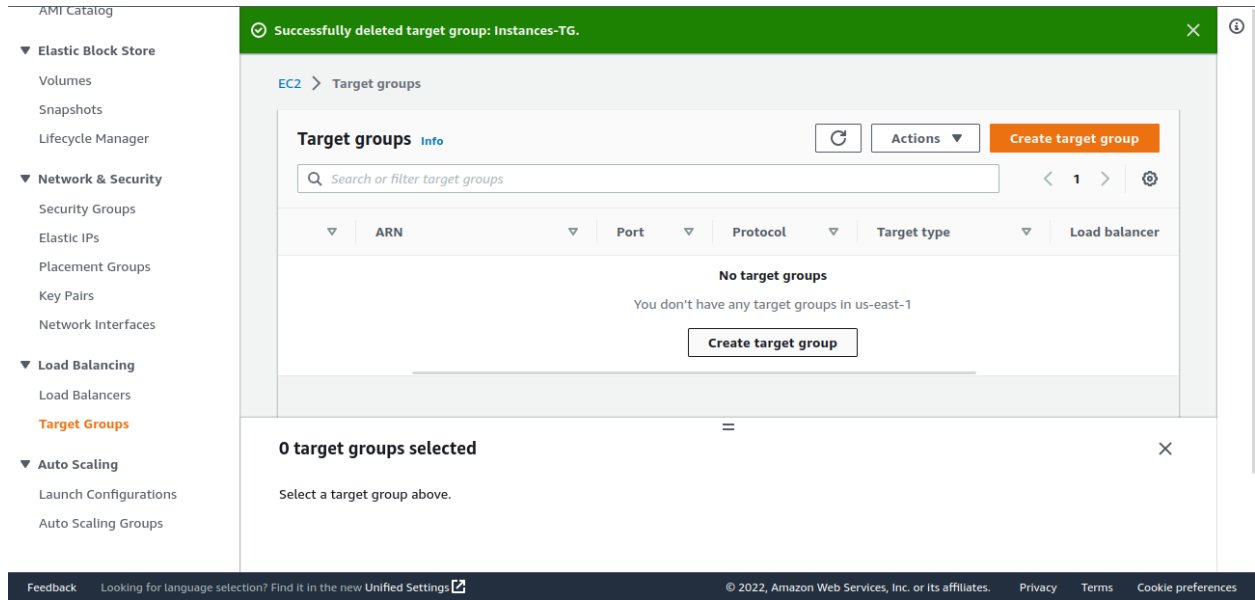 AMI Catalog
Elastic Block Store
Volumes
Snapshots
Lifecycle Manager
Network & Security
Security Groups
Elastic IPs
Placement Groups
Key Pairs
Network Interfaces
Load Balancing
Load Balancers
Target Groups
Auto Scaling
Launch Configurations
Auto Scaling Groups
Successfully deleted target group: Instances-TG.
EC2 > Target groups
Target groups Info
Actions
Create target group
Search or filter target groups
1
ARN Port Protocol Target type Load balancer
No target groups
You don't have any target groups in us-east-1
Create target group
0 target groups selected
Select a target group above.
Feedback Looking for language selection? Find it in the new Unified Settings © 2022, Amazon Web Services, Inc. or its affiliates. Privacy Terms Cookie preferences